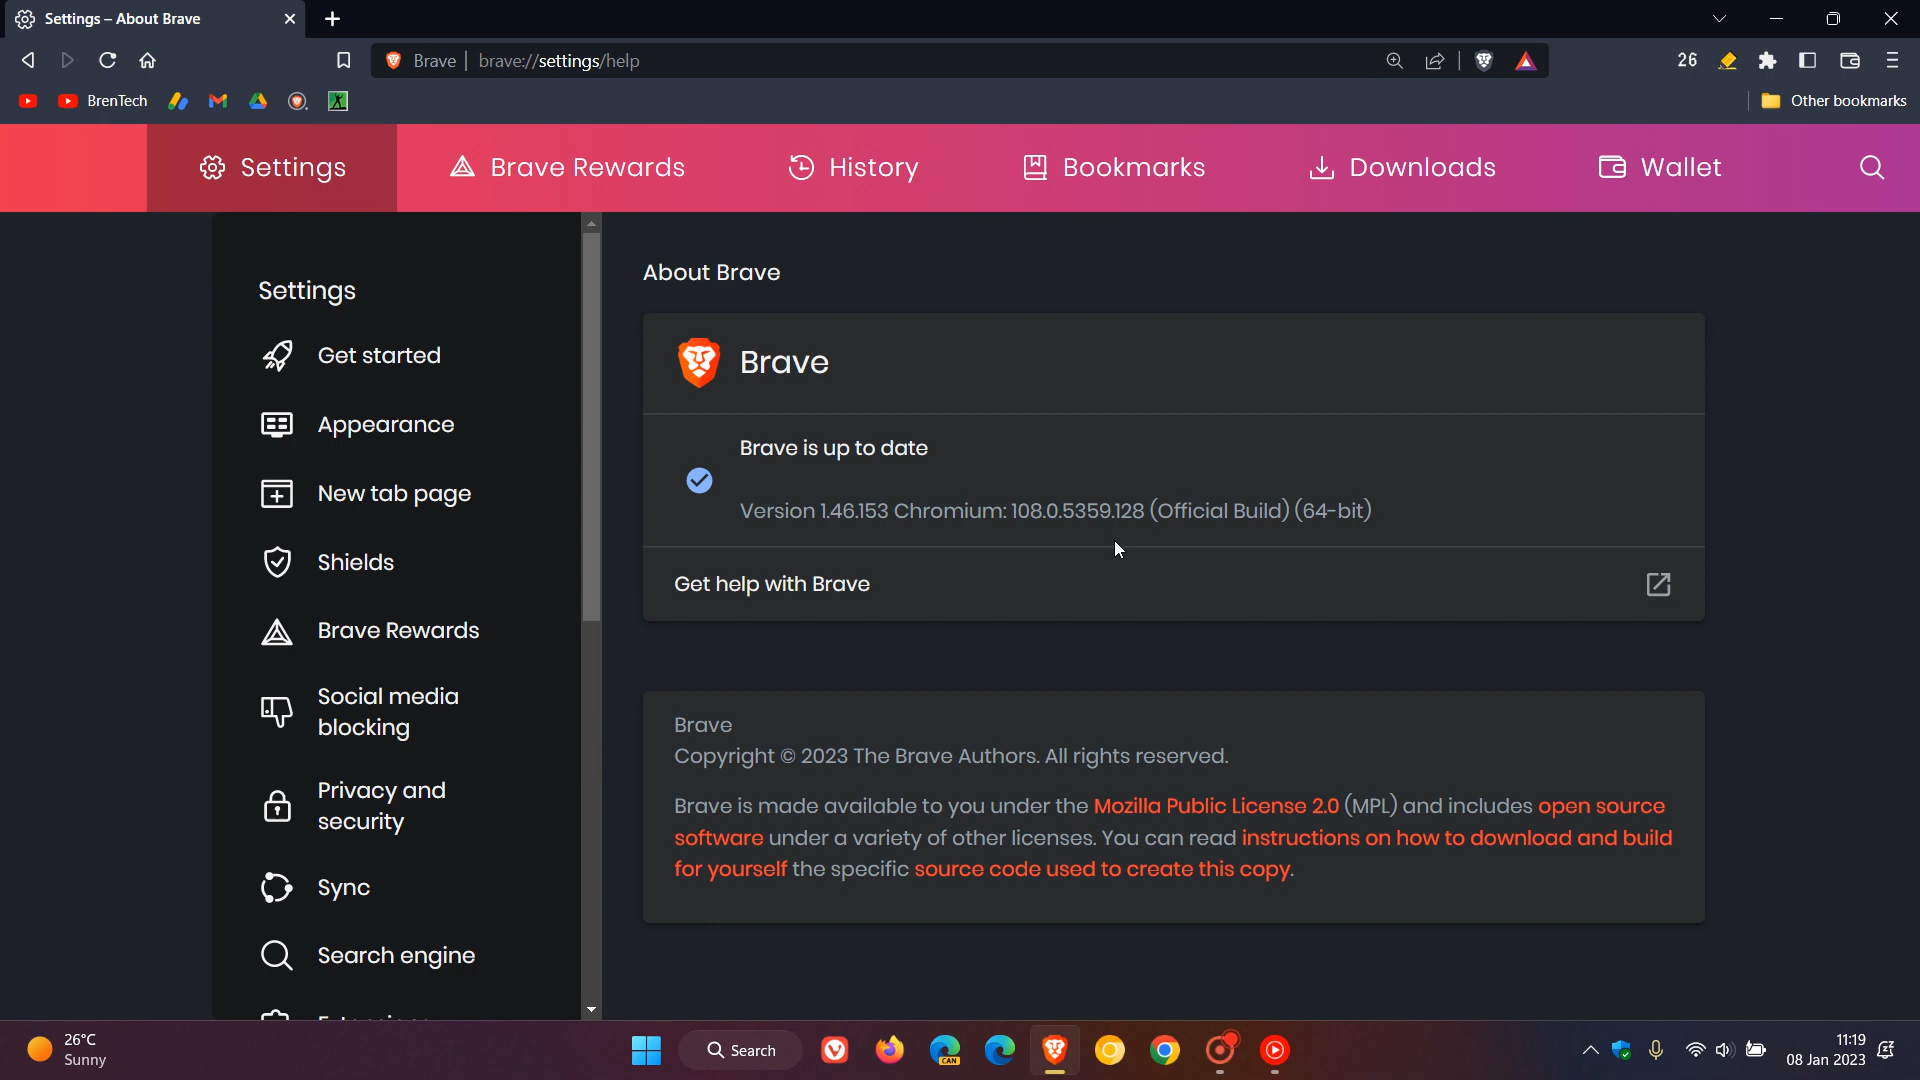 Settings – About Brave
Brave
brave://settings/help
26
BrenTech
Other bookmarks
Settings
Brave Rewards
History
Bookmarks
Downloads
Wallet
Settings
Get started
Appearance
New tab page
Shields
Brave Rewards
Social media
blocking
Privacy and
security
Sync
Search engine
About Brave
Brave
Brave is up to date
Version 1.46.153 Chromium: 108.0.5359.128 (Official Build) (64-bit)
Get help with Brave
Brave
Copyright © 2023 The Brave Authors. All rights reserved.
Brave is made available to you under the Mozilla Public License 2.0 (MPL) and includes open source
software under a variety of other licenses. You can read instructions on how to download and build
for yourself the specific source code used to create this copy.
26°C
Sunny
Search
CAN
11:19
08 Jan 2023